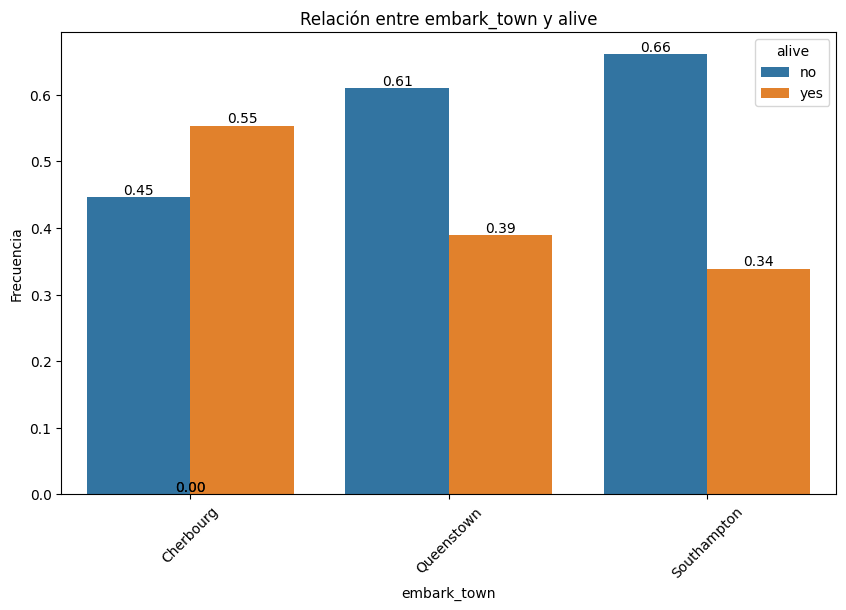 Relación entre embark_town y alive
alive
no
yes
Frecuencia
0.6
0.5
0.4
0.3
0.2
0.1
0.0
0.45
0.55
0.61
0.39
0.66
0.34
0.00
Cherbourg
Queenstown
Southampton
embark_town